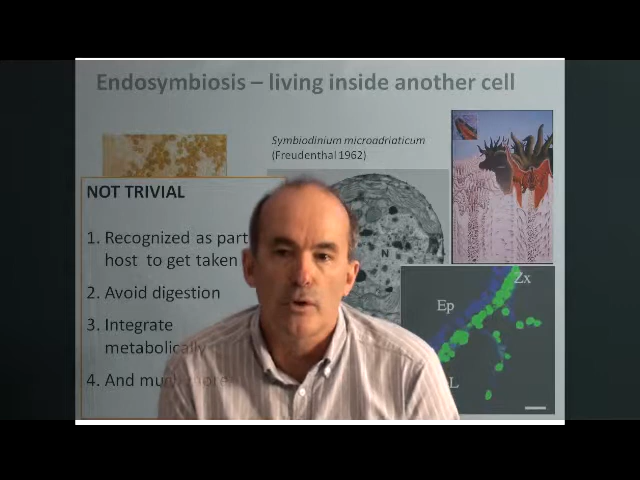 Endosymbiosis – living inside another cell
Symbiodinium microadriaticum
(Freudenthal 1962)
NOT TRIVIAL
1. Recognized as part
host to get taken
2. Avoid digestion
3. Integrate
metabolically
4. And much more
N
Zx
Ep
L